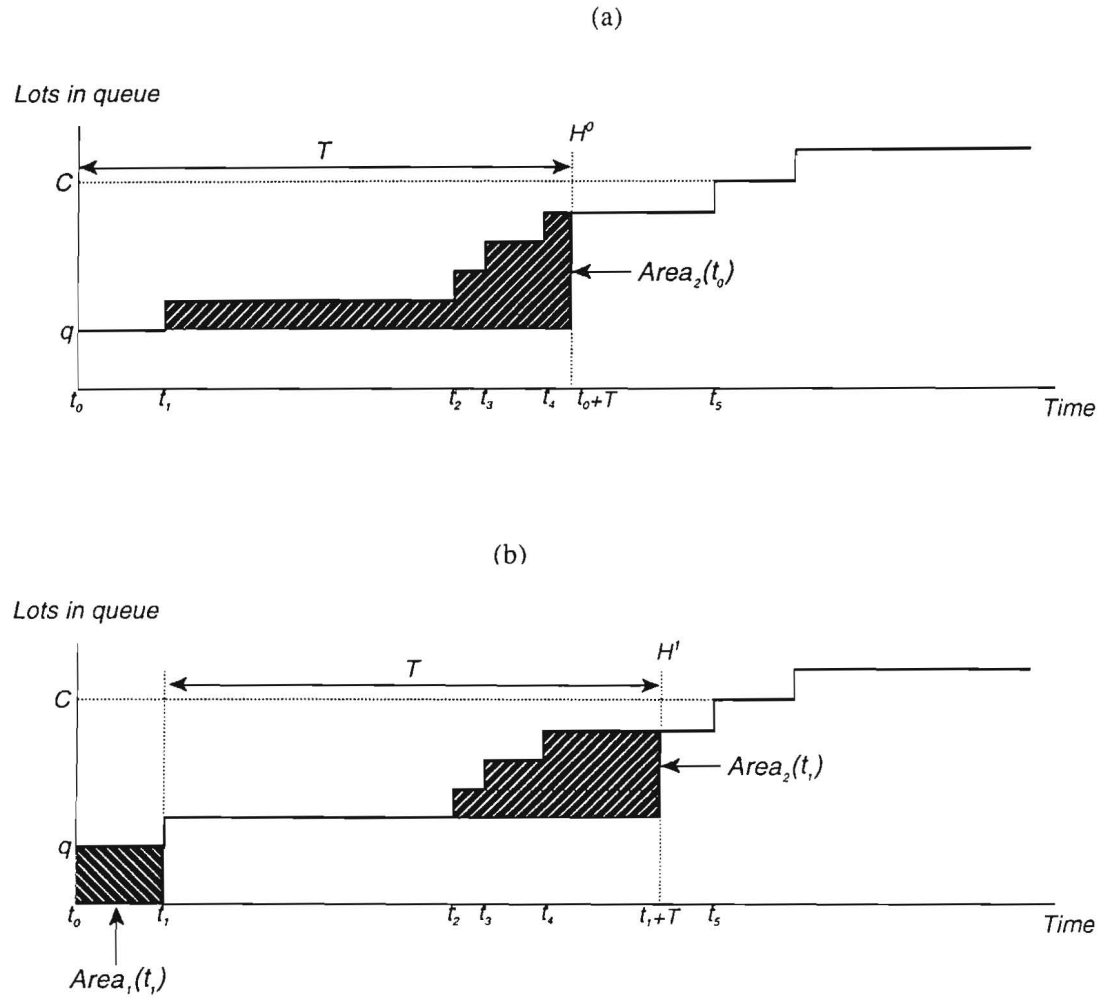 (a)
Lots in queue
H⁰
T
C
Area₂(t₀)
q
t₀ t₁ t₂ t₃ t₄ t₀+T t₅
Time
(b)
Lots in queue
H¹
T
C
Area₂(t₁)
q
t₀ t₁ t₂ t₃ t₄ t₁+T t₅
Time
Area₁(t₁)